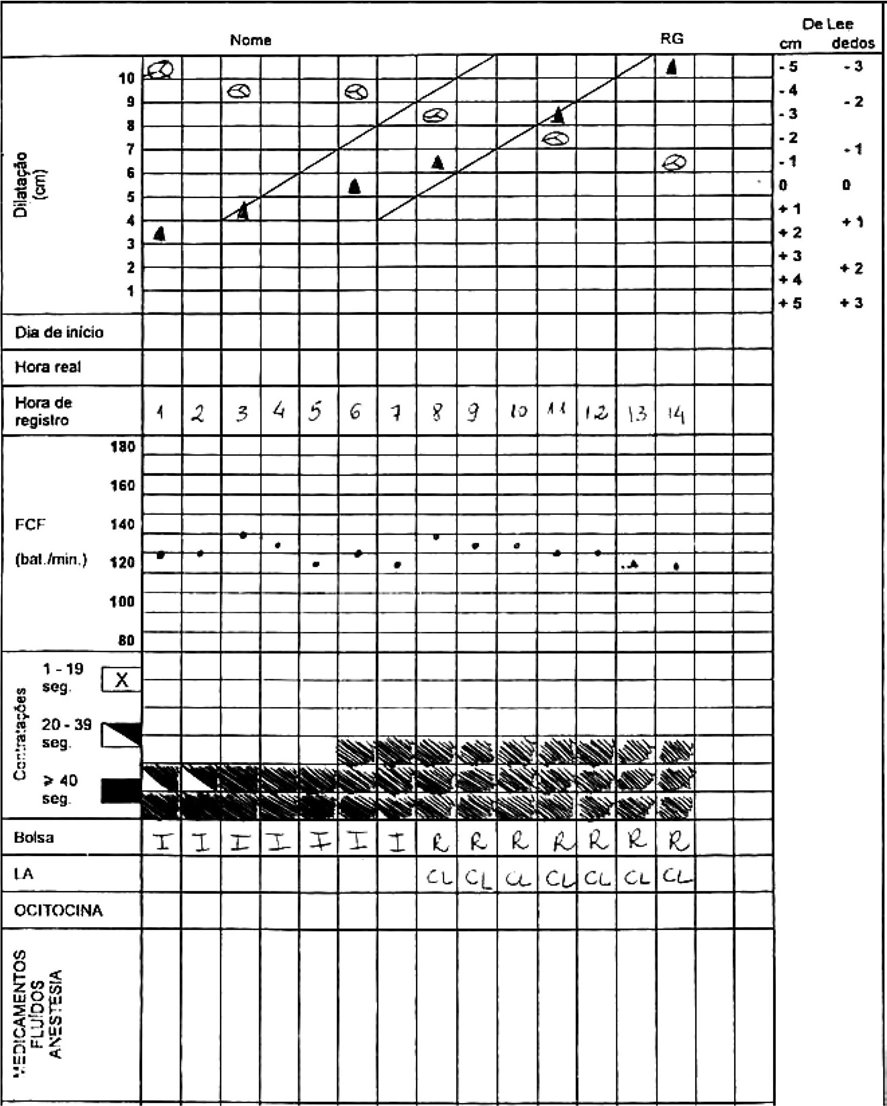 Nome RG De Lee
cm dedos
10
9
8
7
6
5
4
3
2
1
Dilatação
(cm)
- 5 - 3
- 4
- 3 - 2
- 2
- 1 - 1
0 0
+ 1
+ 2 + 1
+ 3
+ 4 + 2
+ 5 + 3
Dia de início
Hora real
Hora de
registro 1 2 3 4 5 6 7 8 9 10 11 12 13 14
180
160
FCF 140
(bat./min.) 120
100
80
Contratações
1 - 19
seg. X
20 - 39
seg.
⩾ 40
seg.
Bolsa I I I I I I I R R R R R R R
LA CL CL CL CL CL CL CL
OCITOCINA
MEDICAMENTOS
FLUÍDOS
ANESTESIA